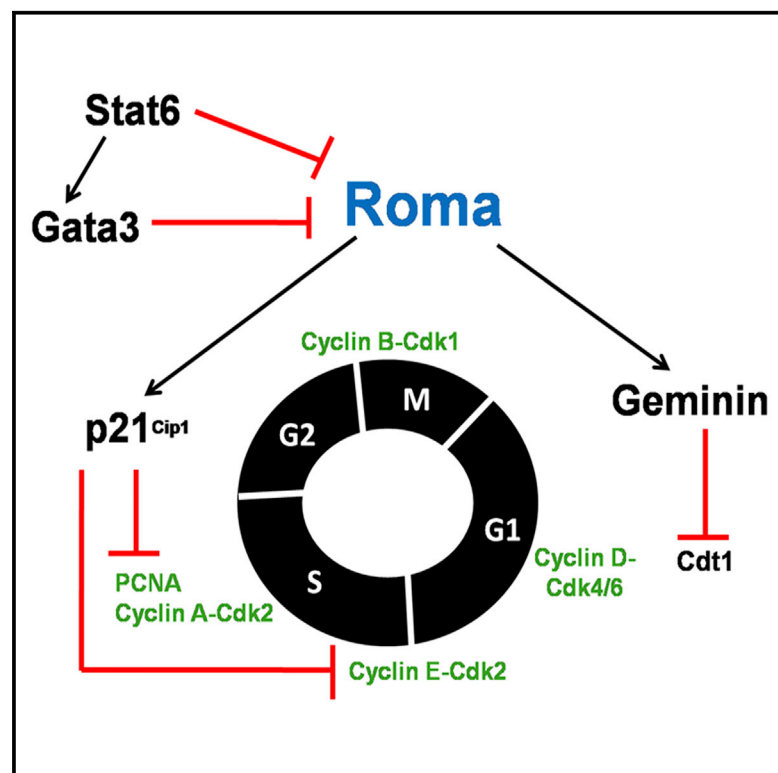 Stat6
Gata3
Roma
Cyclin B-Cdk1
M
G2
p21Cip1
Geminin
G1
Cdt1
Cyclin D-
Cdk4/6
S
PCNA
Cyclin A-Cdk2
Cyclin E-Cdk2